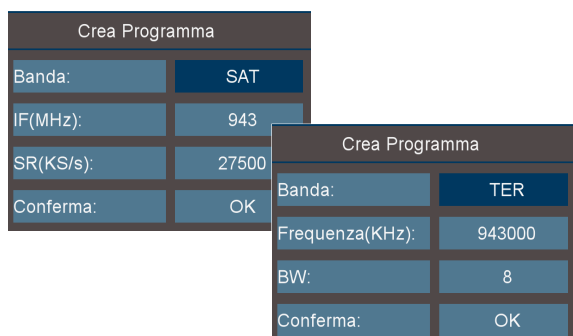 Crea Programma
Banda: SAT
IF(MHz): 943
SR(KS/s): 27500
Conferma: OK
Crea Programma
Banda: TER
Frequenza(KHz): 943000
BW: 8
Conferma: OK